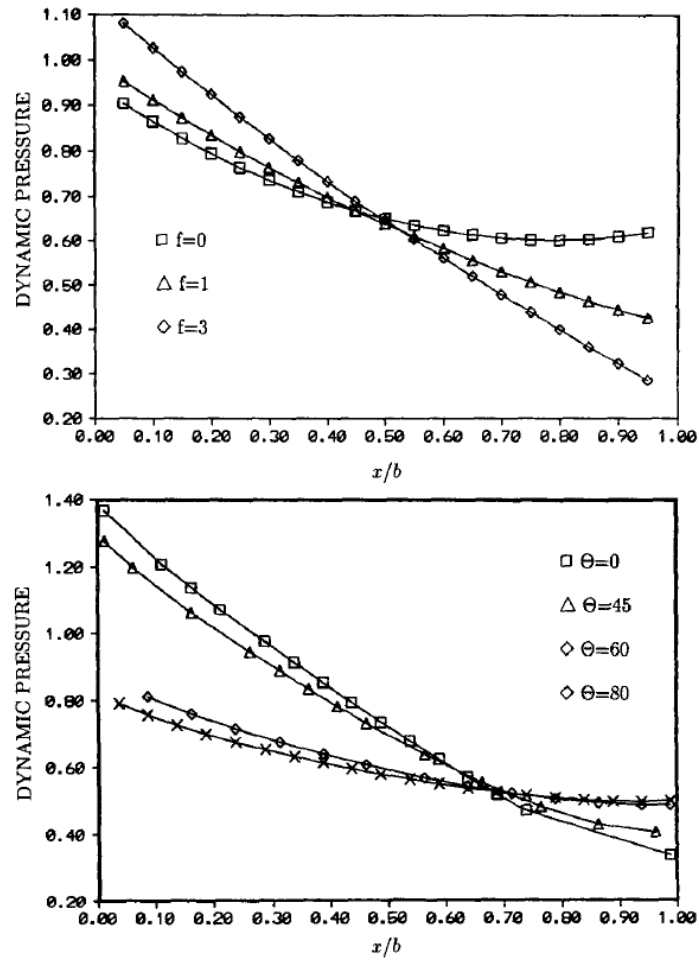 1.10
1.00
0.90
0.80
0.70
0.60
0.50
0.40
0.30
0.20
DYNAMIC PRESSURE
f=0
f=1
f=3
0.00 0.10 0.20 0.30 0.40 0.50 0.60 0.70 0.80 0.90 1.00
x/b
1.40
1.20
1.00
0.80
0.60
0.40
0.20
DYNAMIC PRESSURE
Θ=0
Θ=45
Θ=60
Θ=80
0.00 0.10 0.20 0.30 0.40 0.50 0.60 0.70 0.80 0.90 1.00
x/b